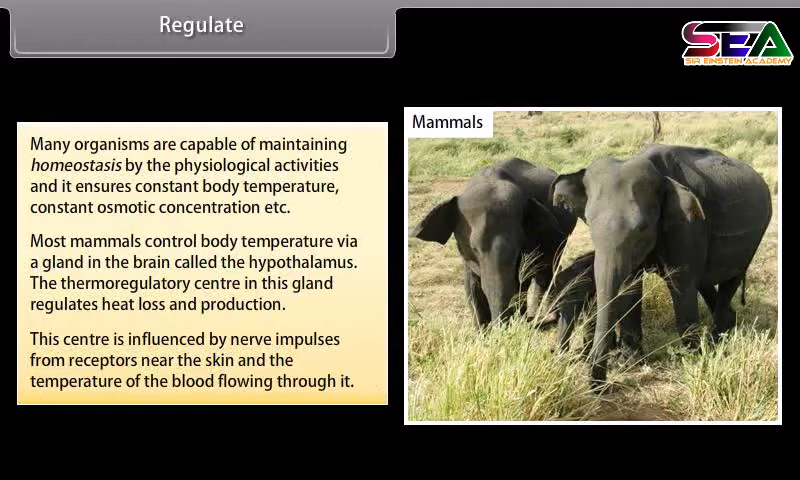 Regulate
SEA
SIR EINSTEIN ACADEMY
Many organisms are capable of maintaining
homeostasis by the physiological activities
and it ensures constant body temperature,
constant osmotic concentration etc.
Most mammals control body temperature via
a gland in the brain called the hypothalamus.
The thermoregulatory centre in this gland
regulates heat loss and production.
This centre is influenced by nerve impulses
from receptors near the skin and the
temperature of the blood flowing through it.
Mammals